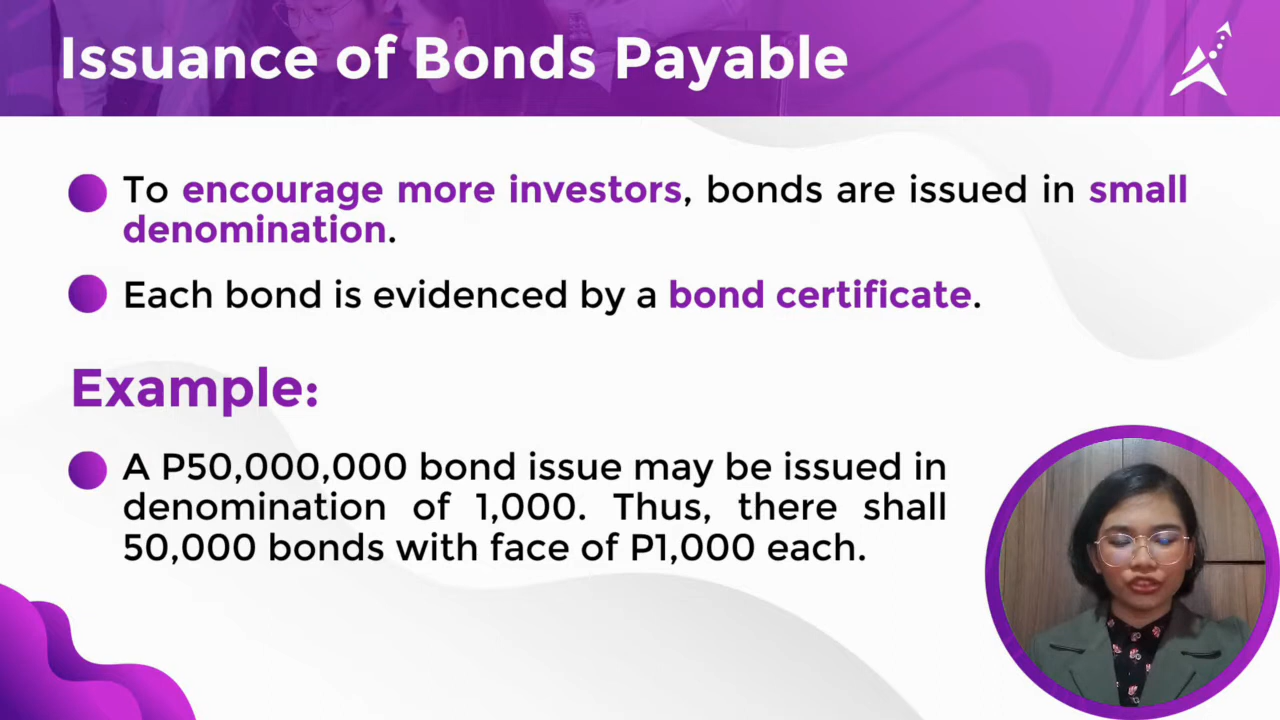 Issuance of Bonds Payable
To encourage more investors, bonds are issued in small
denomination.
Each bond is evidenced by a bond certificate.
Example:
A P50,000,000 bond issue may be issued in
denomination of 1,000. Thus, there shall
50,000 bonds with face of P1,000 each.